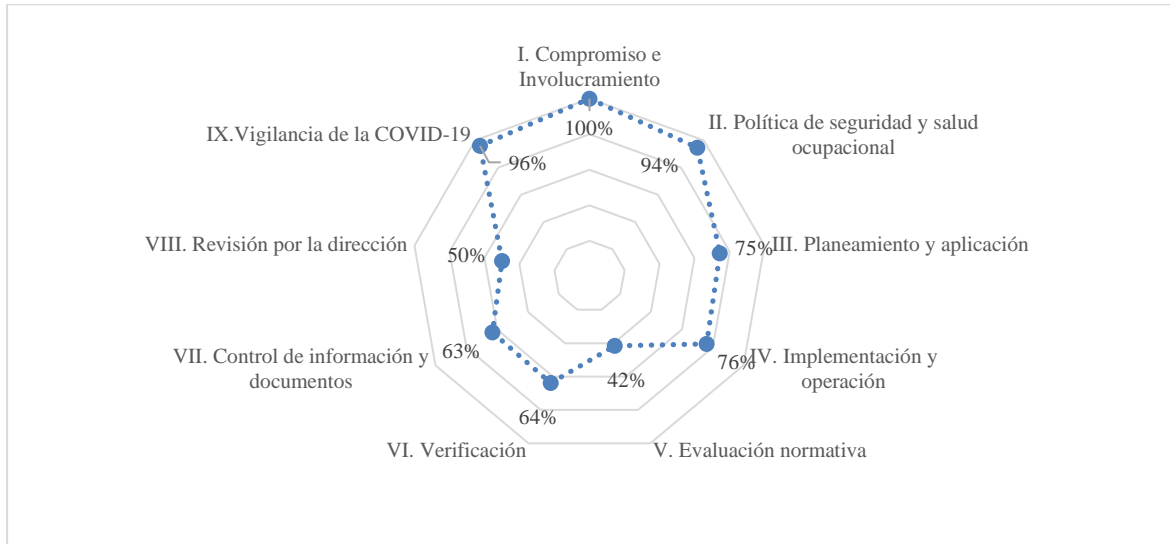 I. Compromiso e
Involucramiento
100%
II. Política de seguridad y salud
ocupacional
94%
III. Planeamiento y aplicación
75%
IV. Implementación y
operación
76%
V. Evaluación normativa
42%
VI. Verificación
64%
VII. Control de información y
documentos
63%
VIII. Revisión por la dirección
50%
IX.Vigilancia de la COVID-19
96%